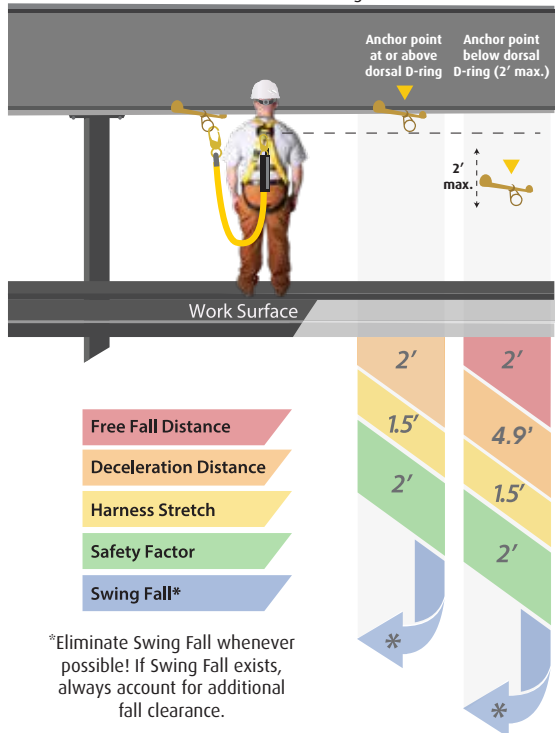 Anchor point
at or above
dorsal D-ring
Anchor point
below dorsal
D-ring (2' max.)
2'
max.
Work Surface
2'
1.5'
2'
*
2'
4.9'
1.5'
2'
*
Free Fall Distance
Deceleration Distance
Harness Stretch
Safety Factor
Swing Fall*
*Eliminate Swing Fall whenever
possible! If Swing Fall exists,
always account for additional
fall clearance.